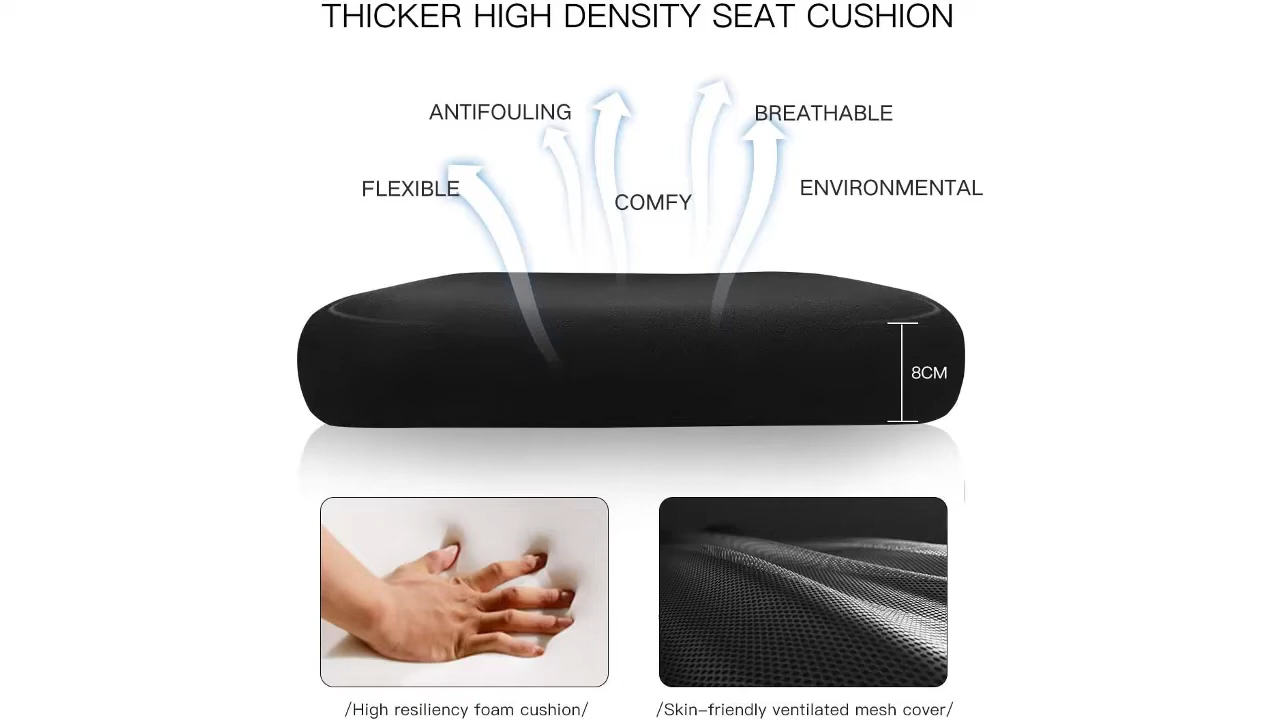 THICKER HIGH DENSITY SEAT CUSHION
ANTIFOULING
BREATHABLE
FLEXIBLE
COMFY
ENVIRONMENTAL
8CM
/High resiliency foam cushion/
/Skin-friendly ventilated mesh cover/